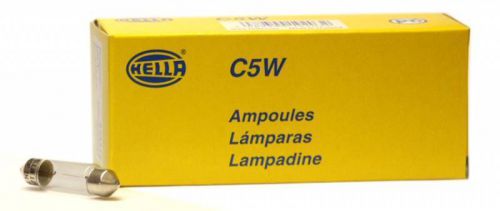 HELLA
C5W
Ampoules
Lámparas
Lampadine